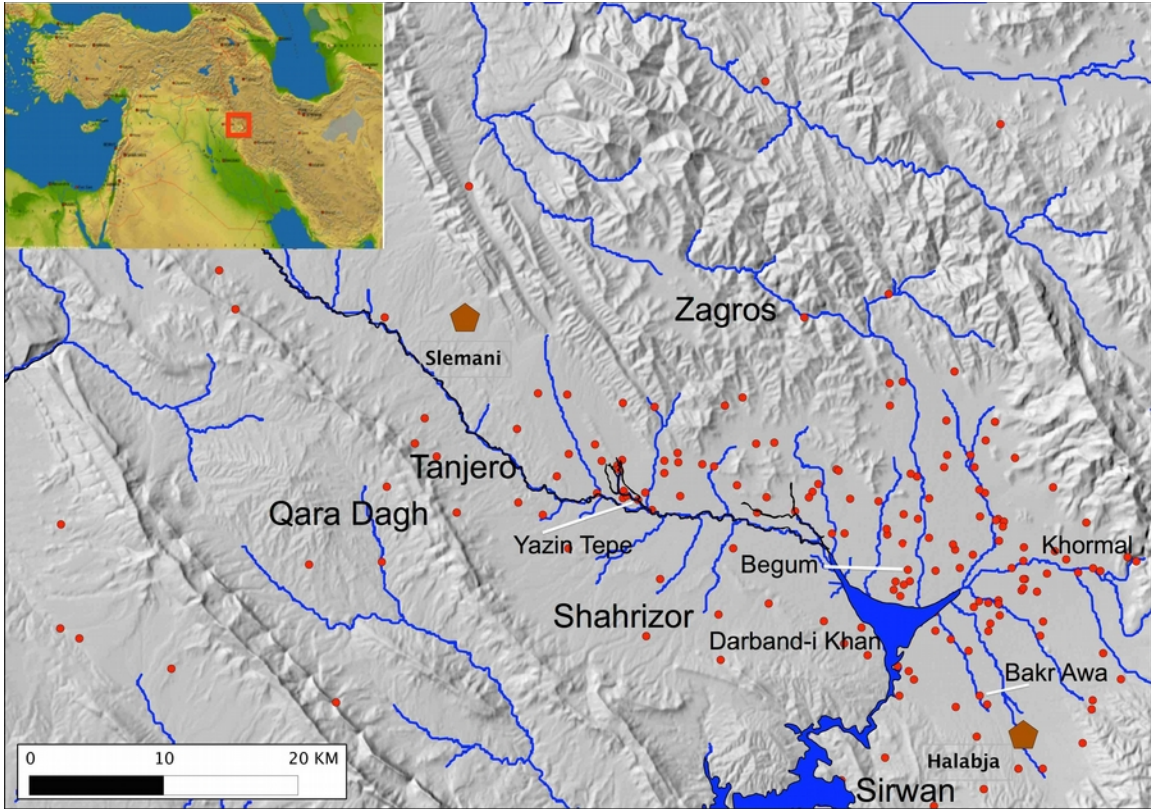 Zagros
Slemani
Tanjero
Qara Dagh
Yazin Tepe
Khormal
Begum
Shahrizor
Darband-i Khan
Bakr Awa
0 10 20 KM
Halabja
Sirwan